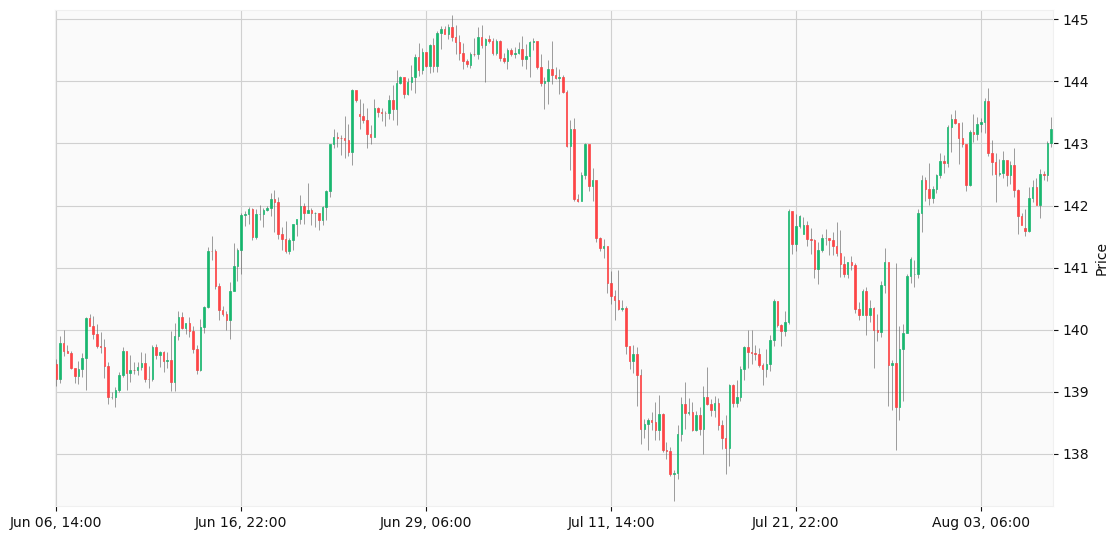 145
144
143
142
141
140
139
138
Price
Jun 06, 14:00
Jun 16, 22:00
Jun 29, 06:00
Jul 11, 14:00
Jul 21, 22:00
Aug 03, 06:00